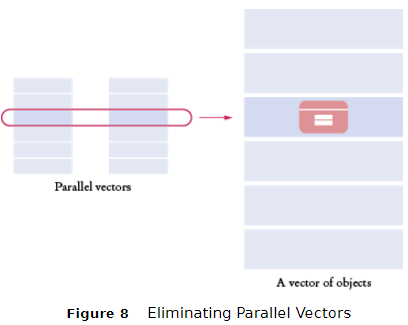 Parallel vectors
A vector of objects
Figure 8 Eliminating Parallel Vectors